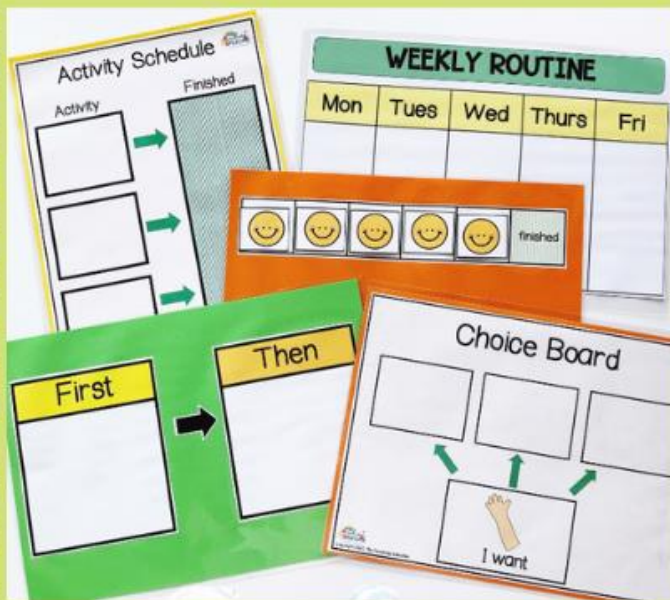 Activity Schedule
Activity
Finished
WEEKLY ROUTINE
Mon Tues Wed Thurs Fri
finished
First
Then
Choice Board
I want